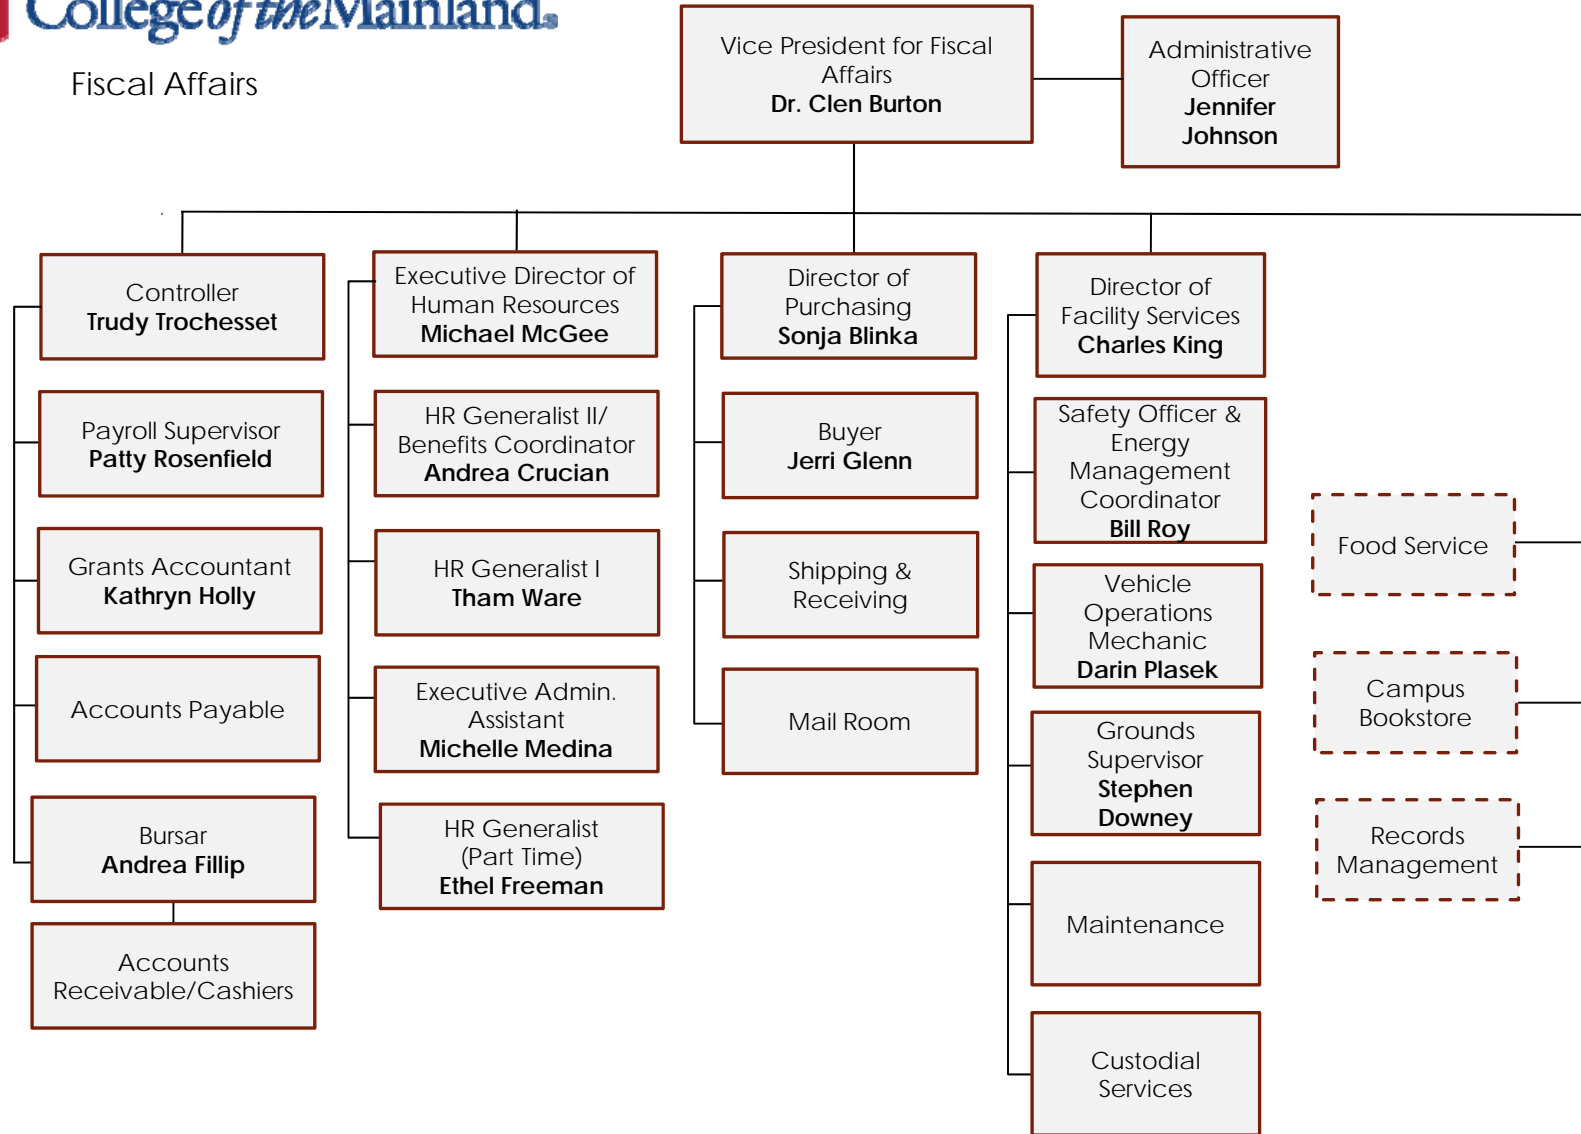 College of the Mainland®
Fiscal Affairs
Vice President for Fiscal
Affairs
Dr. Clen Burton
Administrative
Officer
Jennifer
Johnson
Controller
Trudy Trochesset
Payroll Supervisor
Patty Rosenfield
Grants Accountant
Kathryn Holly
Accounts Payable
Bursar
Andrea Fillip
Accounts
Receivable/Cashiers
Executive Director of
Human Resources
Michael McGee
HR Generalist II/
Benefits Coordinator
Andrea Crucian
HR Generalist I
Tham Ware
Executive Admin.
Assistant
Michelle Medina
HR Generalist
(Part Time)
Ethel Freeman
Director of
Purchasing
Sonja Blinka
Buyer
Jerri Glenn
Shipping &
Receiving
Mail Room
Director of
Facility Services
Charles King
Safety Officer &
Energy
Management
Coordinator
Bill Roy
Vehicle
Operations
Mechanic
Darin Plasek
Grounds
Supervisor
Stephen
Downey
Maintenance
Custodial
Services
Food Service
Campus
Bookstore
Records
Management